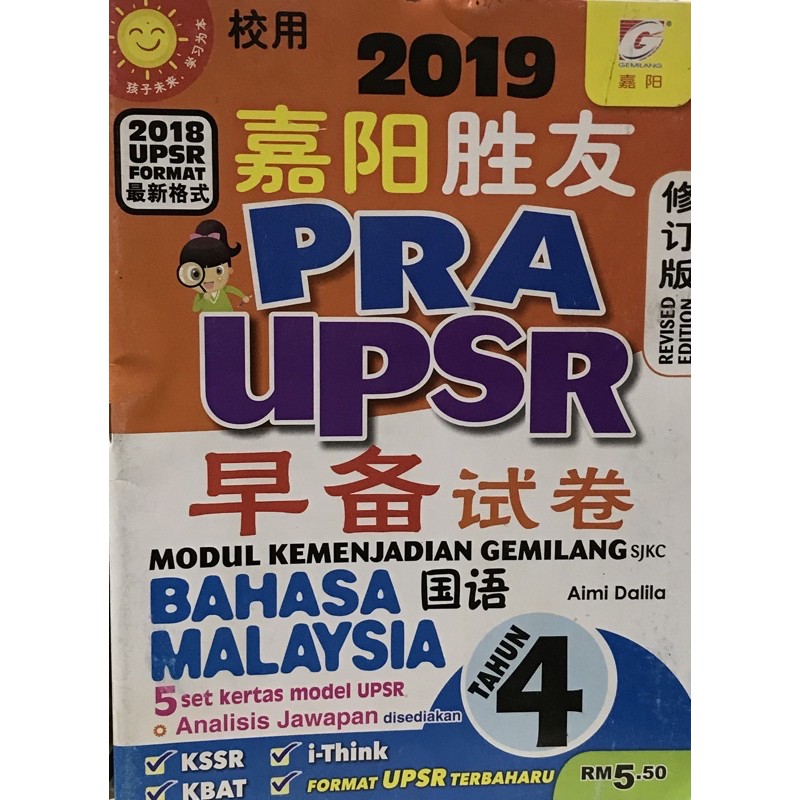 孩子未来，学习为本
校用
2019
GEMILANG
嘉阳
2018
UPSR
FORMAT
最新格式
嘉阳胜友
PRA
UPSR
修订版
REVISED EDITION
早备试卷
MODUL KEMENJADIAN GEMILANG SJKC
BAHASA 国语
MALAYSIA
Aimi Dalila
TAHUN 4
5 set kertas model UPSR
Analisis Jawapan disediakan
KSSR
i-Think
KBAT
FORMAT UPSR TERBAHARU
RM5.50